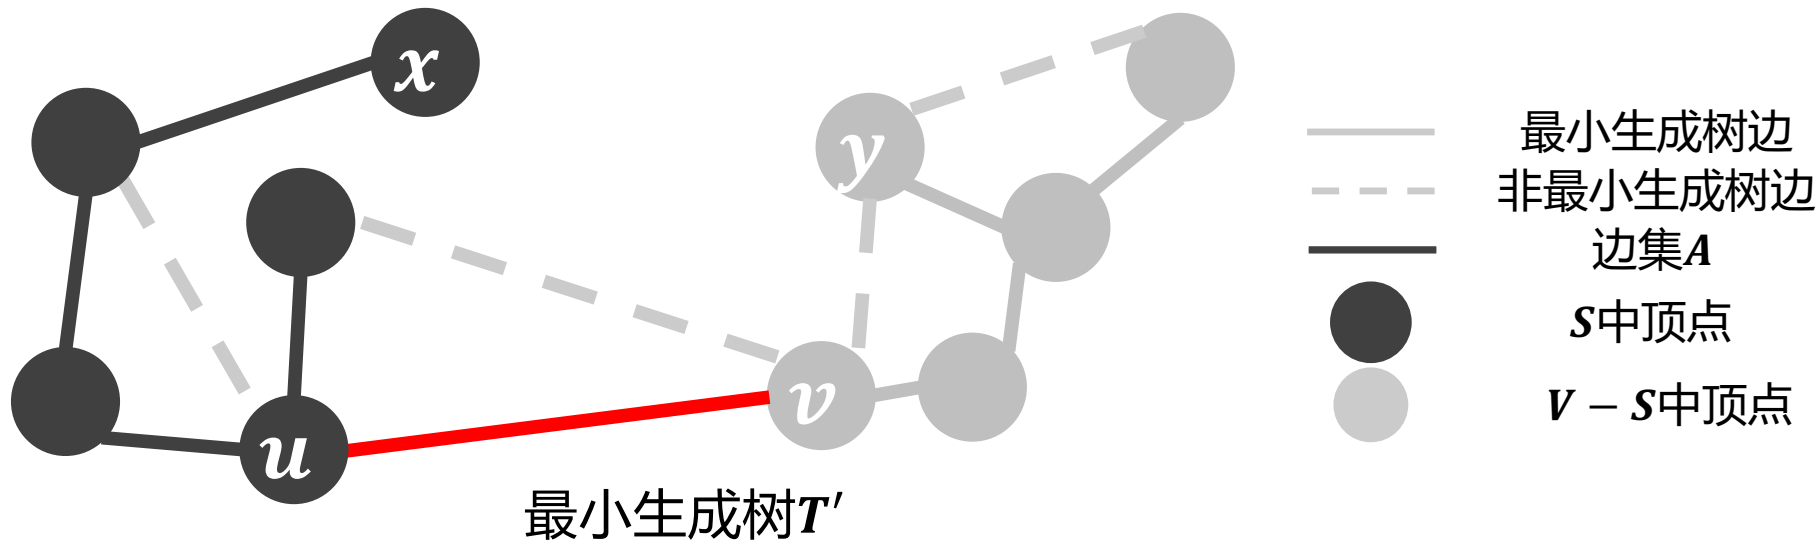 x
y
u
v
最小生成树T′
最小生成树边
非最小生成树边
边集A
S中顶点
V − S中顶点